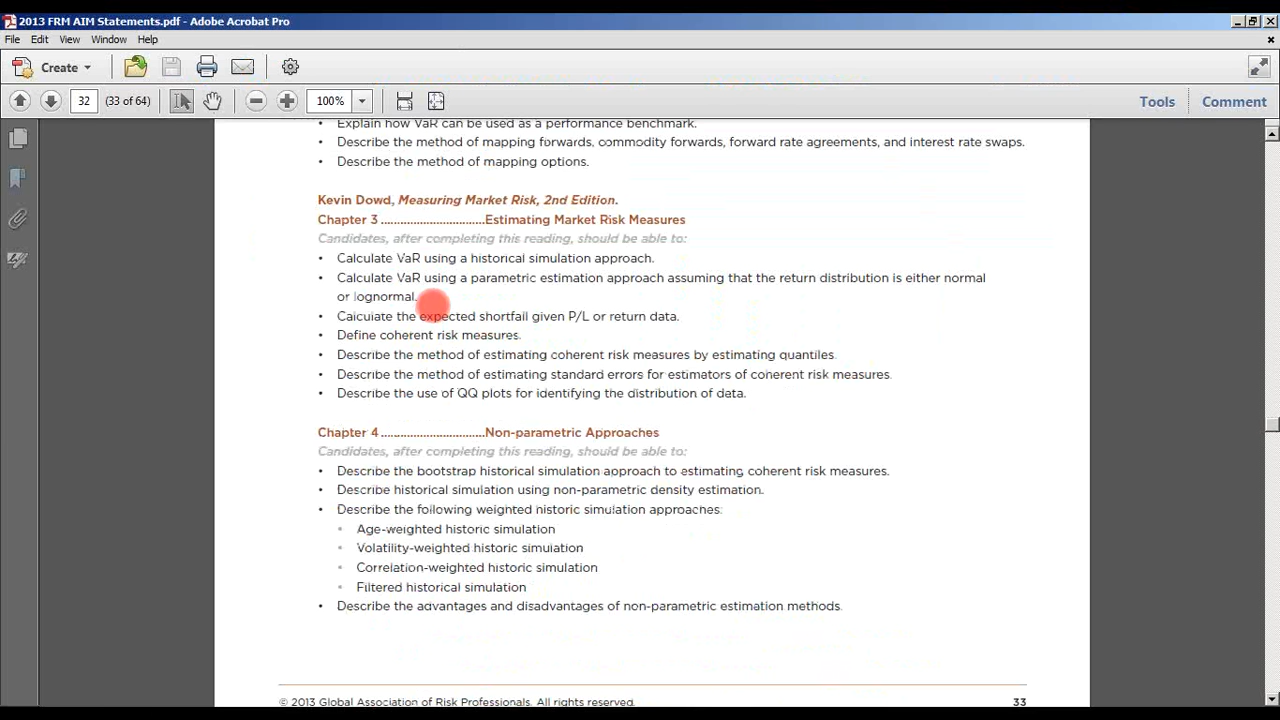 2013 FRM AIM Statements.pdf - Adobe Acrobat Pro
File Edit View Window Help
Create
32 (33 of 64) 100% Tools Comment
Explain how VaR can be used as a performance benchmark.
• Describe the method of mapping forwards, commodity forwards, forward rate agreements, and interest rate swaps.
• Describe the method of mapping options.
Kevin Dowd, Measuring Market Risk, 2nd Edition.
Chapter 3 ................................Estimating Market Risk Measures
Candidates, after completing this reading, should be able to:
• Calculate VaR using a historical simulation approach.
• Calculate VaR using a parametric estimation approach assuming that the return distribution is either normal
or lognormal.
• Calculate the expected shortfall given P/L or return data.
• Define coherent risk measures.
• Describe the method of estimating coherent risk measures by estimating quantiles.
• Describe the method of estimating standard errors for estimators of coherent risk measures.
• Describe the use of QQ plots for identifying the distribution of data.
Chapter 4 ................................Non-parametric Approaches
Candidates, after completing this reading, should be able to:
• Describe the bootstrap historical simulation approach to estimating coherent risk measures.
• Describe historical simulation using non-parametric density estimation.
• Describe the following weighted historic simulation approaches:
Age-weighted historic simulation
Volatility-weighted historic simulation
Correlation-weighted historic simulation
Filtered historical simulation
• Describe the advantages and disadvantages of non-parametric estimation methods.
© 2013 Global Association of Risk Professionals. All rights reserved. 33